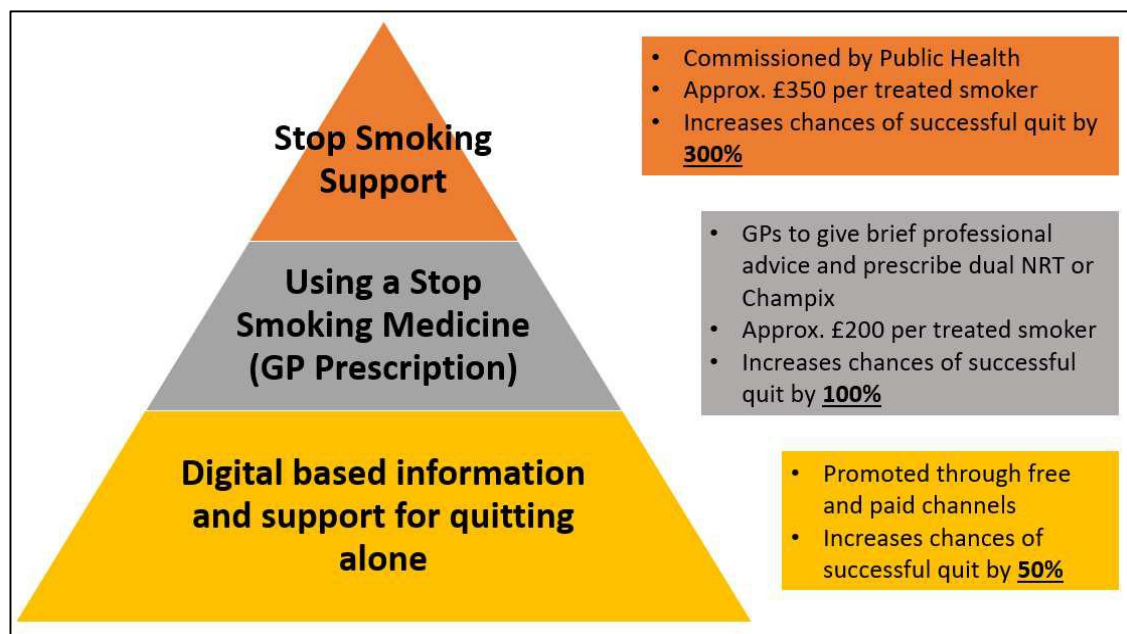 Stop Smoking
Support
• Commissioned by Public Health
• Approx. £350 per treated smoker
• Increases chances of successful quit by
300%
Using a Stop
Smoking Medicine
(GP Prescription)
• GPs to give brief professional
advice and prescribe dual NRT or
Champix
• Approx. £200 per treated smoker
• Increases chances of successful
quit by 100%
Digital based information
and support for quitting
alone
• Promoted through free
and paid channels
• Increases chances of
successful quit by 50%